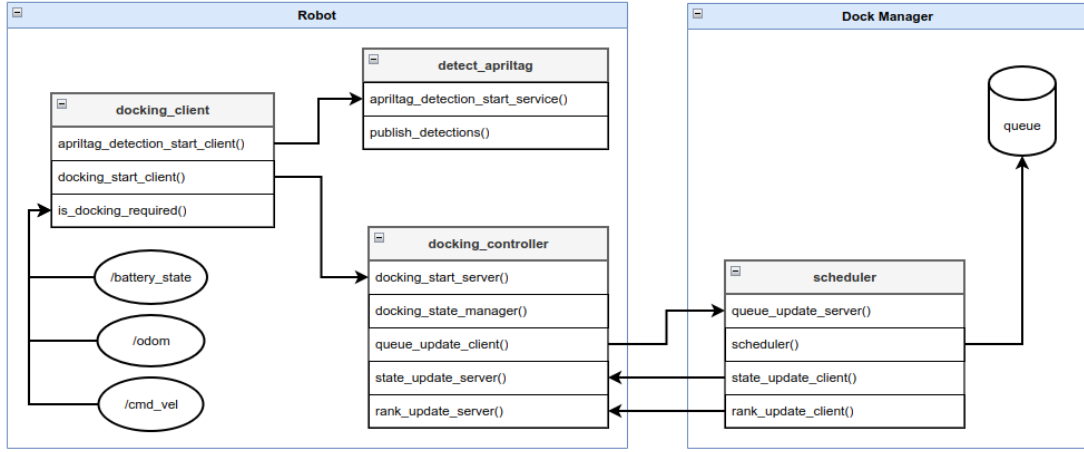 Robot
detect_apriltag
apriltag_detection_start_service()
publish_detections()
docking_client
apriltag_detection_start_client()
docking_start_client()
is_docking_required()
/battery_state
/odom
/cmd_vel
docking_controller
docking_start_server()
docking_state_manager()
queue_update_client()
state_update_server()
rank_update_server()
Dock Manager
queue
scheduler
queue_update_server()
scheduler()
state_update_client()
rank_update_client()